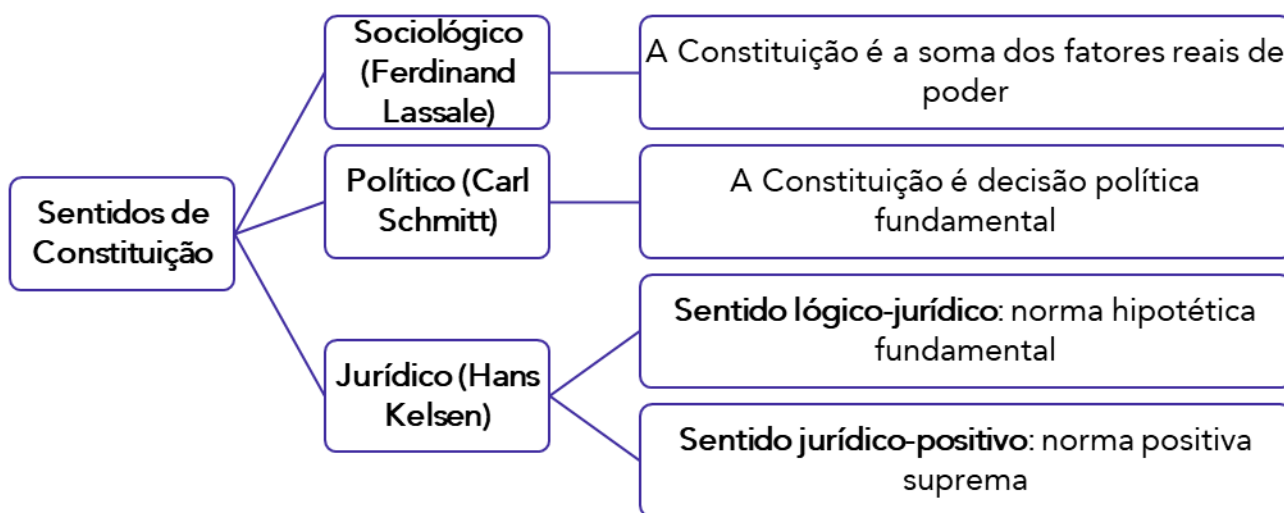 Sentidos de
Constituição
Sociológico
(Ferdinand
Lassale)
A Constituição é a soma dos fatores reais de
poder
Político (Carl
Schmitt)
A Constituição é decisão política
fundamental
Jurídico (Hans
Kelsen)
Sentido lógico-jurídico: norma hipotética
fundamental
Sentido jurídico-positivo: norma positiva
suprema